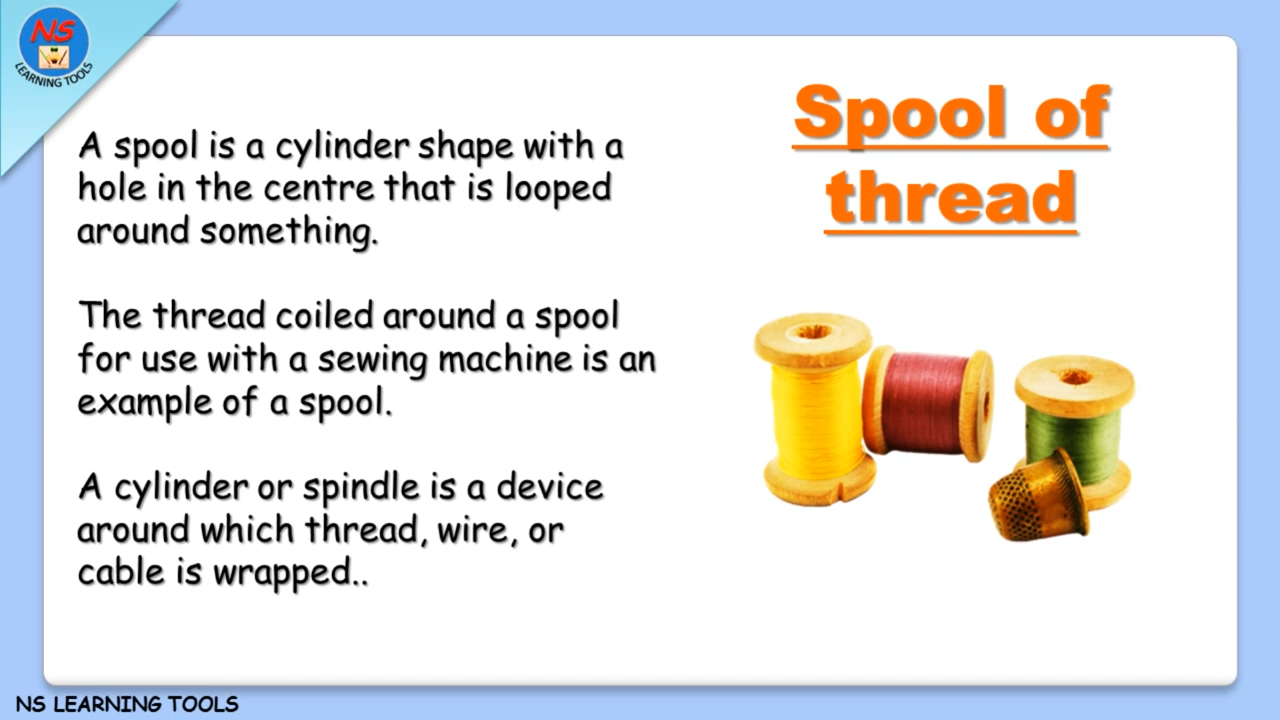 NS
LEARNING TOOLS
Spool of
thread
A spool is a cylinder shape with a
hole in the centre that is looped
around something.
The thread coiled around a spool
for use with a sewing machine is an
example of a spool.
A cylinder or spindle is a device
around which thread, wire, or
cable is wrapped..
NS LEARNING TOOLS